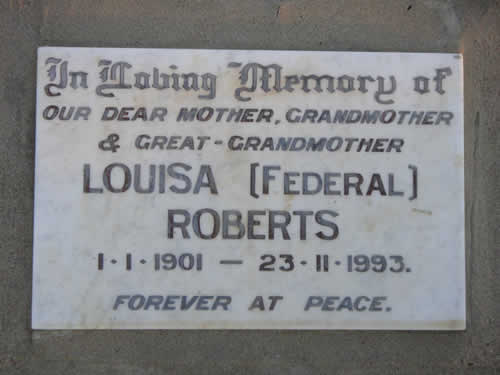 In Loving Memory of
OUR DEAR MOTHER, GRANDMOTHER
& GREAT-GRANDMOTHER
LOUISA [FEDERAL]
ROBERTS
1·1·1901 — 23·11·1993.
FOREVER AT PEACE.